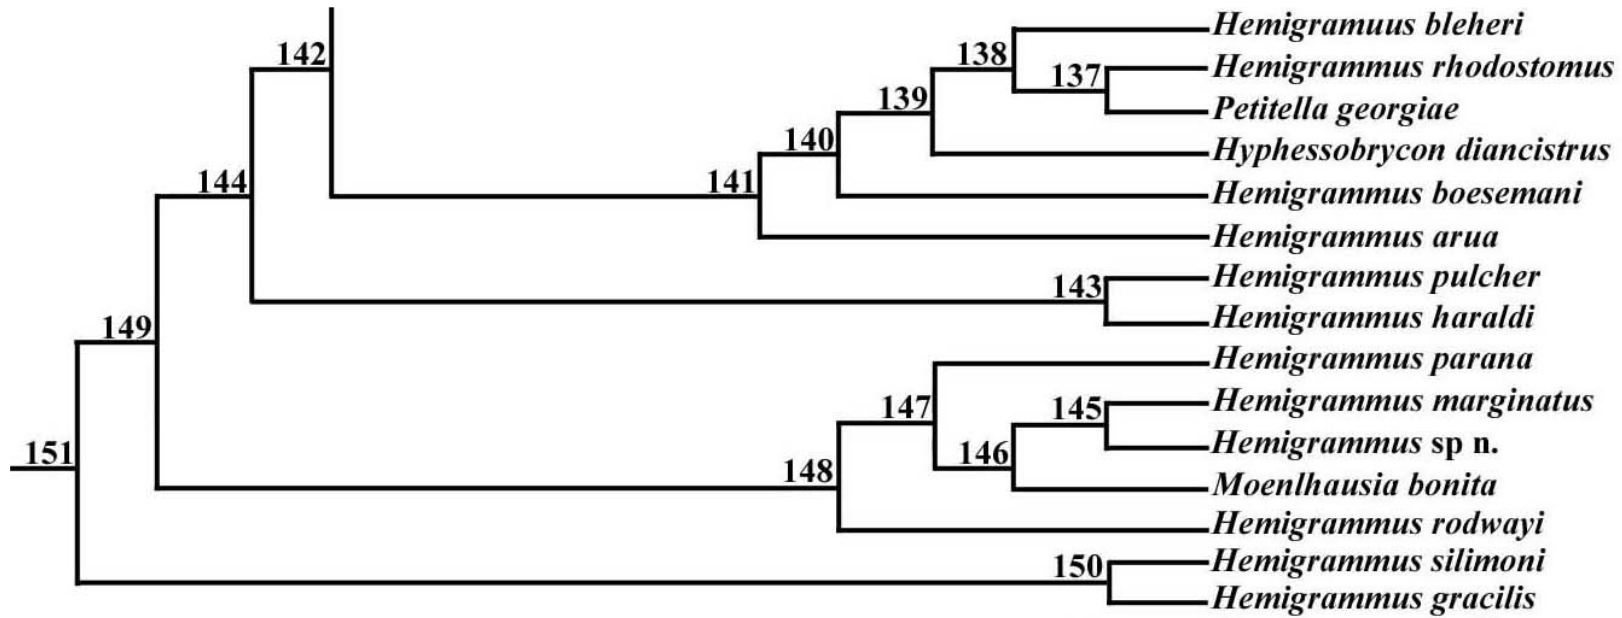 Hemigramuus bleheri
138
142
Hemigrammus rhodostomus
137
139
Petitella georgiae
140
Hyphessobrycon diancistrus
144
141
Hemigrammus boesemani
Hemigrammus arua
Hemigrammus pulcher
143
Hemigrammus haraldi
149
Hemigrammus parana
147
145
Hemigrammus marginatus
Hemigrammus sp n.
151
146
148
Moenlhausia bonita
Hemigrammus rodwayi
150
Hemigrammus silimoni
Hemigrammus gracilis